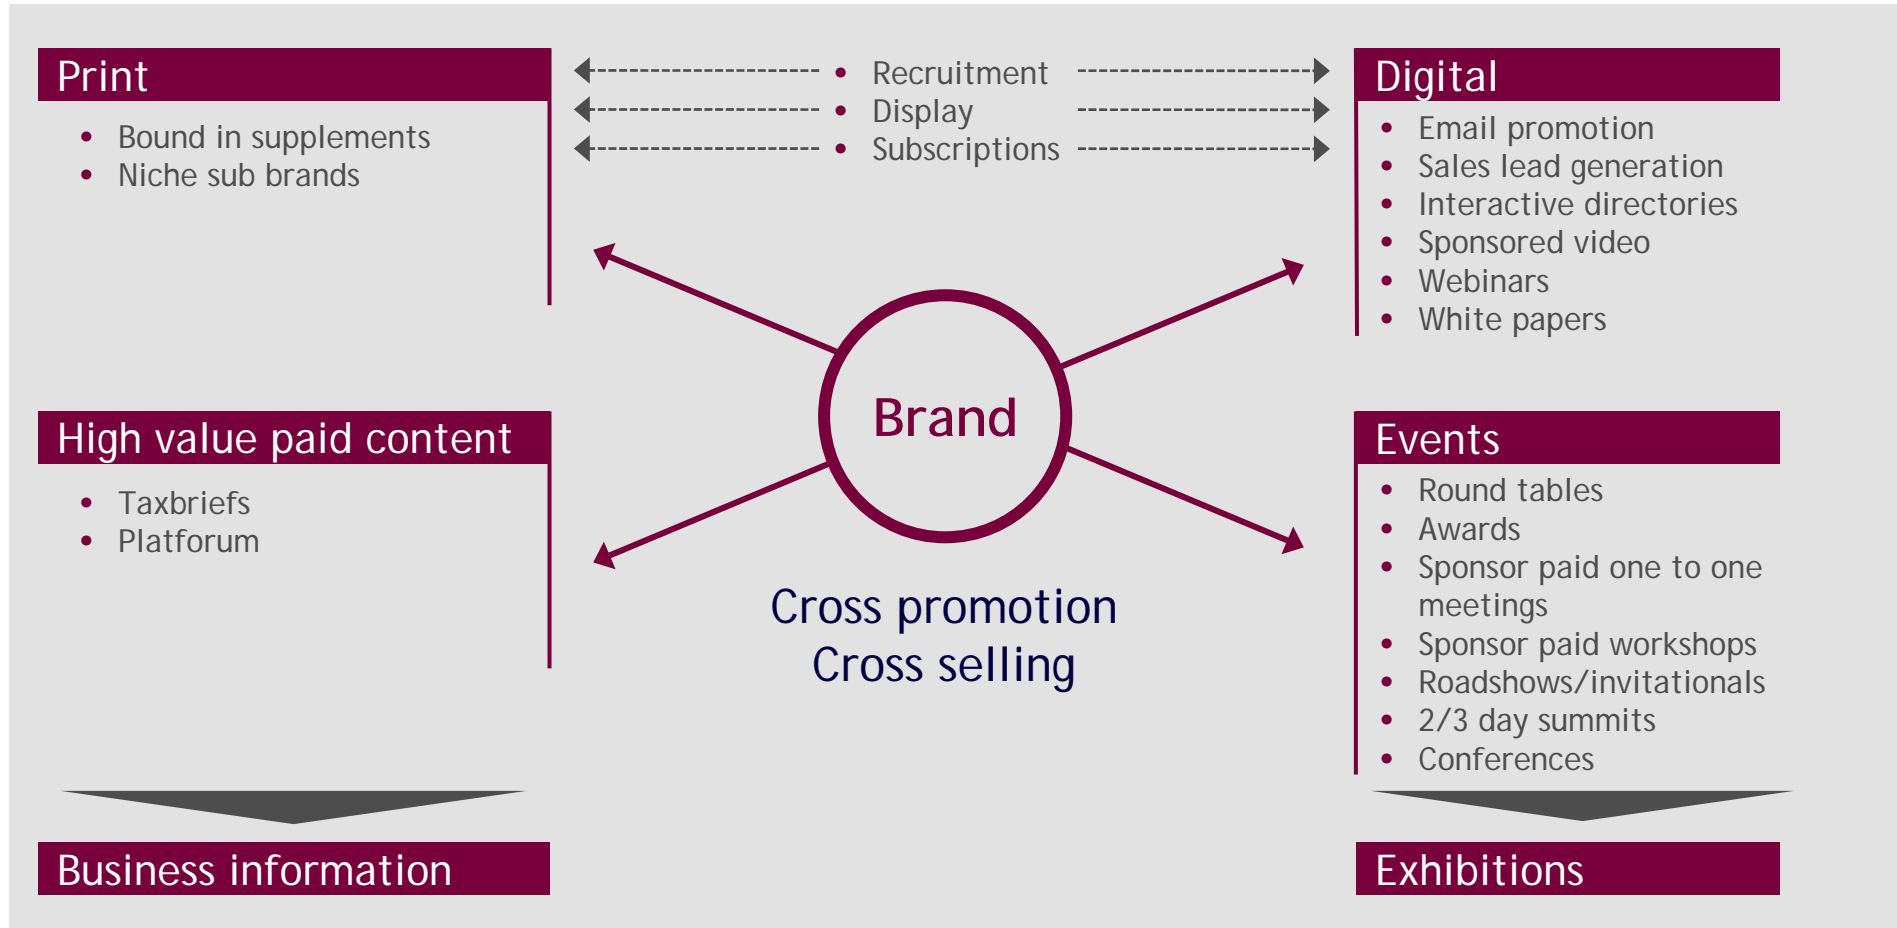 Print
• Bound in supplements
• Niche sub brands
• Recruitment
• Display
• Subscriptions
Digital
• Email promotion
• Sales lead generation
• Interactive directories
• Sponsored video
• Webinars
• White papers
Brand
Cross promotion
Cross selling
High value paid content
• Taxbriefs
• Platforum
Events
• Round tables
• Awards
• Sponsor paid one to one
meetings
• Sponsor paid workshops
• Roadshows/invitationals
• 2/3 day summits
• Conferences
Business information
Exhibitions